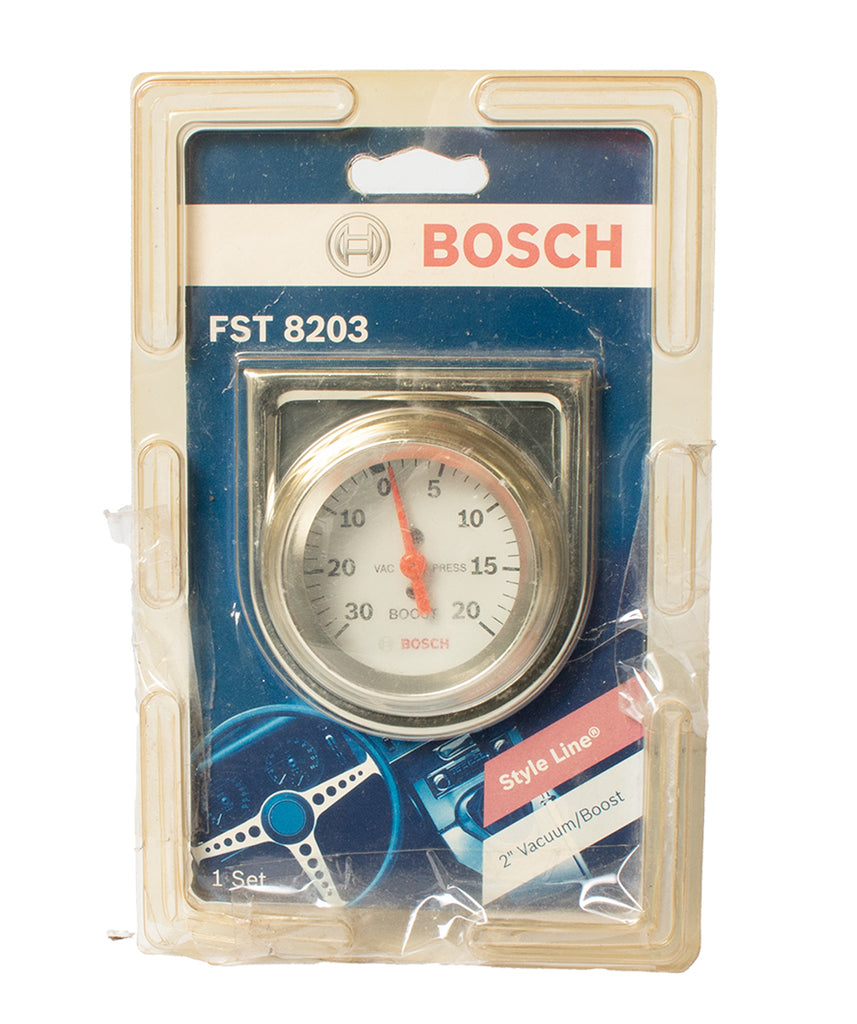 BOSCH
FST 8203
0 5
10 10
20 VAC PRESS 15
30 BOOST 20
BOSCH
Style Line®
2" Vacuum/Boost
1 Set